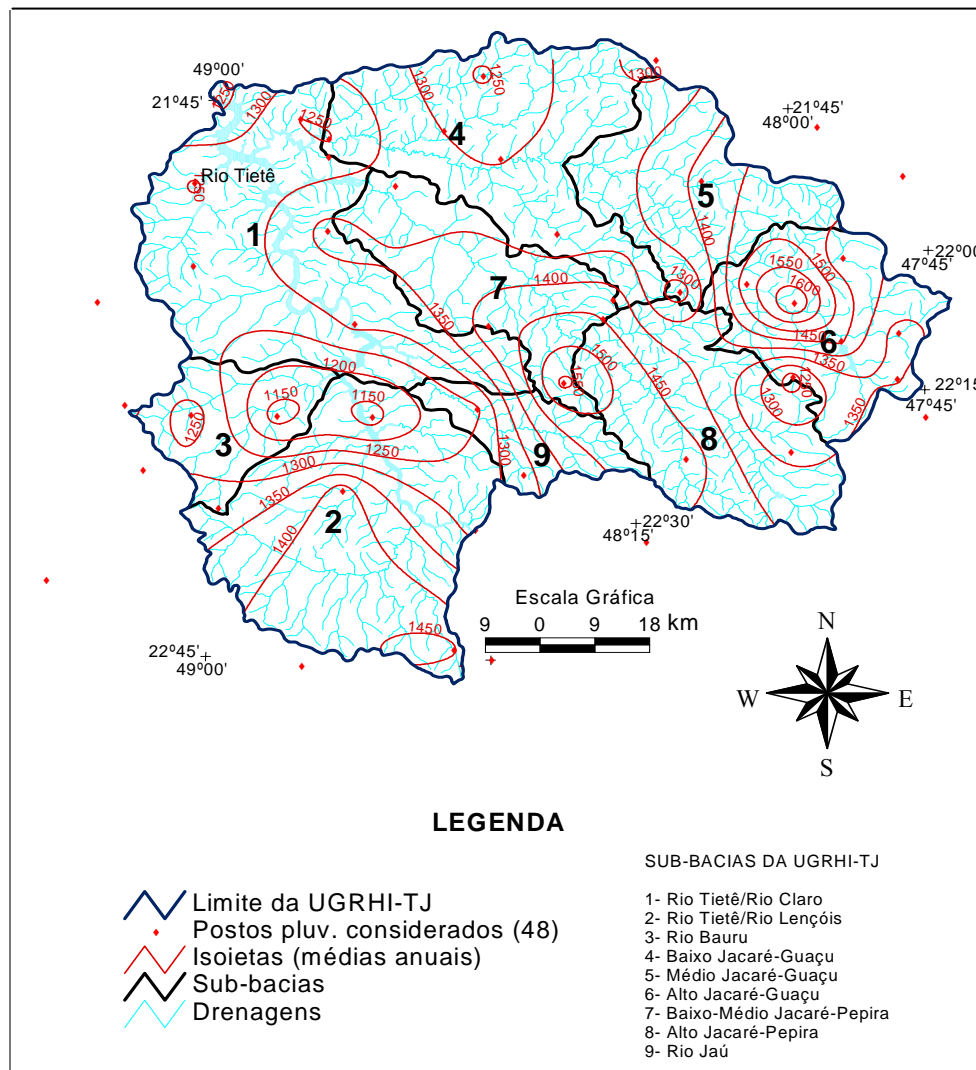 49º00'
21º45'
1250
1300
1250
1300
1250
1300
+21º45'
48º00'
4
Rio Tietê
5
1
1400
+22º00'
47º45'
1550
1500
1600
7
1400
1300
1450
6
1350
1350
1200
1500
1550
1450
1250
1300
1350
+22º15'
47º45'
1150
1150
1250
3
1250
1300
9
8
1300
1350
2
1400
+22º30'
48º15'
Escala Gráfica
9 0 9 18 km
1450
22º45'+
49º00'
N
W E
S
LEGENDA
Limite da UGRHI-TJ
Postos pluv. considerados (48)
Isoietas (médias anuais)
Sub-bacias
Drenagens
SUB-BACIAS DA UGRHI-TJ
1- Rio Tietê/Rio Claro
2- Rio Tietê/Rio Lençóis
3- Rio Bauru
4- Baixo Jacaré-Guaçu
5- Médio Jacaré-Guaçu
6- Alto Jacaré-Guaçu
7- Baixo-Médio Jacaré-Pepira
8- Alto Jacaré-Pepira
9- Rio Jaú